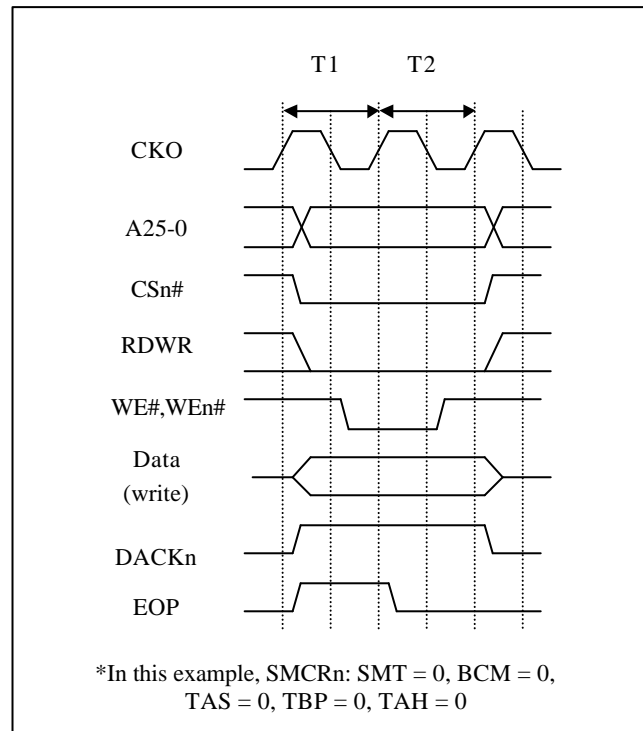 T1 T2
CKO
A25-0
CSn#
RDWR
WE#,WEn#
Data
(write)
DACKn
EOP
*In this example, SMCRn: SMT = 0, BCM = 0,
TAS = 0, TBP = 0, TAH = 0